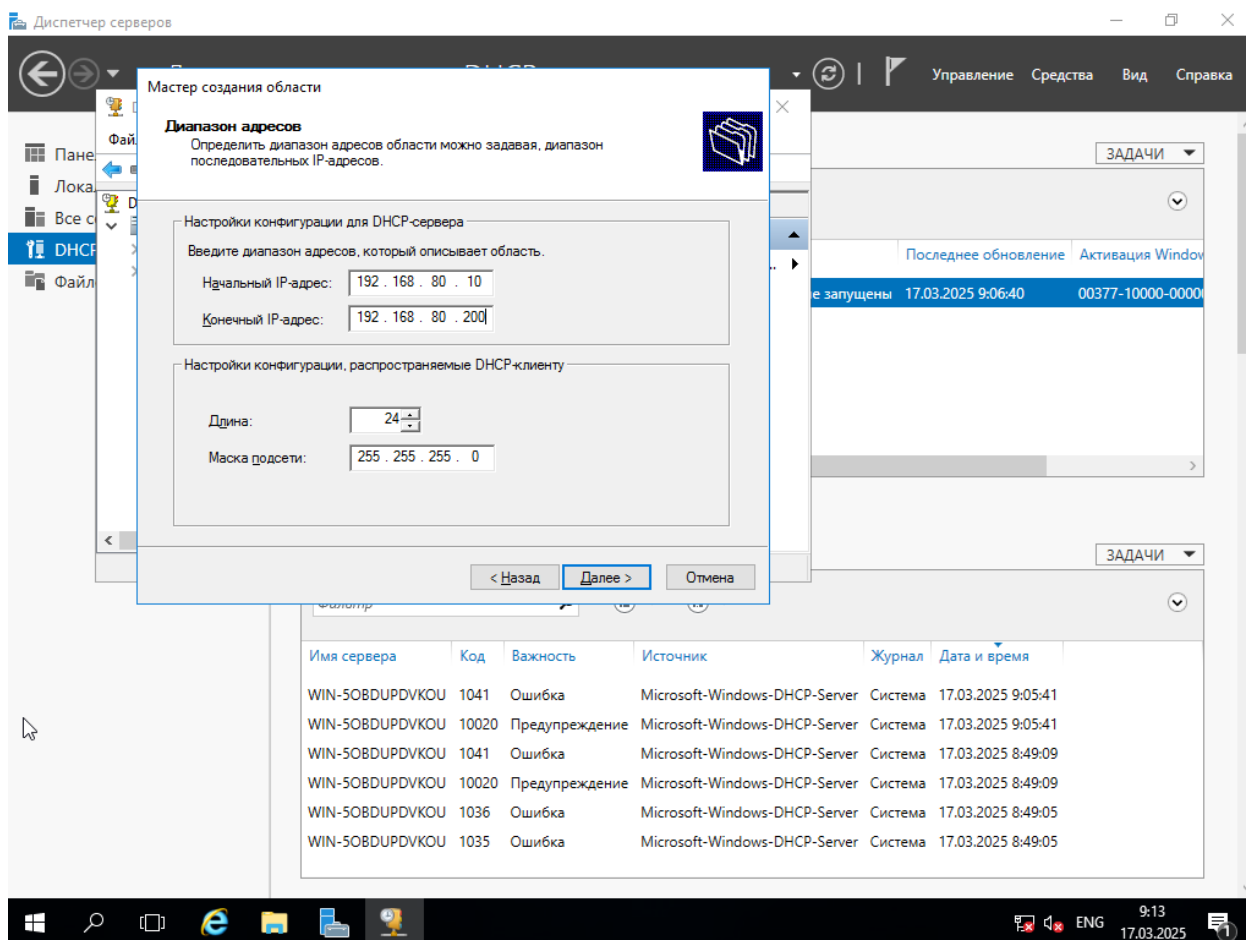 Диспетчер серверов
Управление Средства Вид Справка
Мастер создания области
Диапазон адресов
Определить диапазон адресов области можно задавая, диапазон
последовательных IP-адресов.
Фай
Пане
Лока
Все с
DHCP
Файл
D
ЗАДАЧИ
Настройки конфигурации для DHCP-сервера
Введите диапазон адресов, который описывает область.
Начальный IP-адрес: 192 . 168 . 80 . 10
Конечный IP-адрес: 192 . 168 . 80 . 200
Последнее обновление Активация Window
е запущены 17.03.2025 9:06:40 00377-10000-00000
Настройки конфигурации, распространяемые DHCP-клиенту
Длина: 24
Маска подсети: 255 . 255 . 255 . 0
< Назад Далее > Отмена
ЗАДАЧИ
Фильтр
Имя сервера Код Важность Источник Журнал Дата и время
WIN-5OBDUPDVKOU 1041 Ошибка Microsoft-Windows-DHCP-Server Система 17.03.2025 9:05:41
WIN-5OBDUPDVKOU 10020 Предупреждение Microsoft-Windows-DHCP-Server Система 17.03.2025 9:05:41
WIN-5OBDUPDVKOU 1041 Ошибка Microsoft-Windows-DHCP-Server Система 17.03.2025 8:49:09
WIN-5OBDUPDVKOU 10020 Предупреждение Microsoft-Windows-DHCP-Server Система 17.03.2025 8:49:09
WIN-5OBDUPDVKOU 1036 Ошибка Microsoft-Windows-DHCP-Server Система 17.03.2025 8:49:05
WIN-5OBDUPDVKOU 1035 Ошибка Microsoft-Windows-DHCP-Server Система 17.03.2025 8:49:05
ENG 9:13
17.03.2025 1